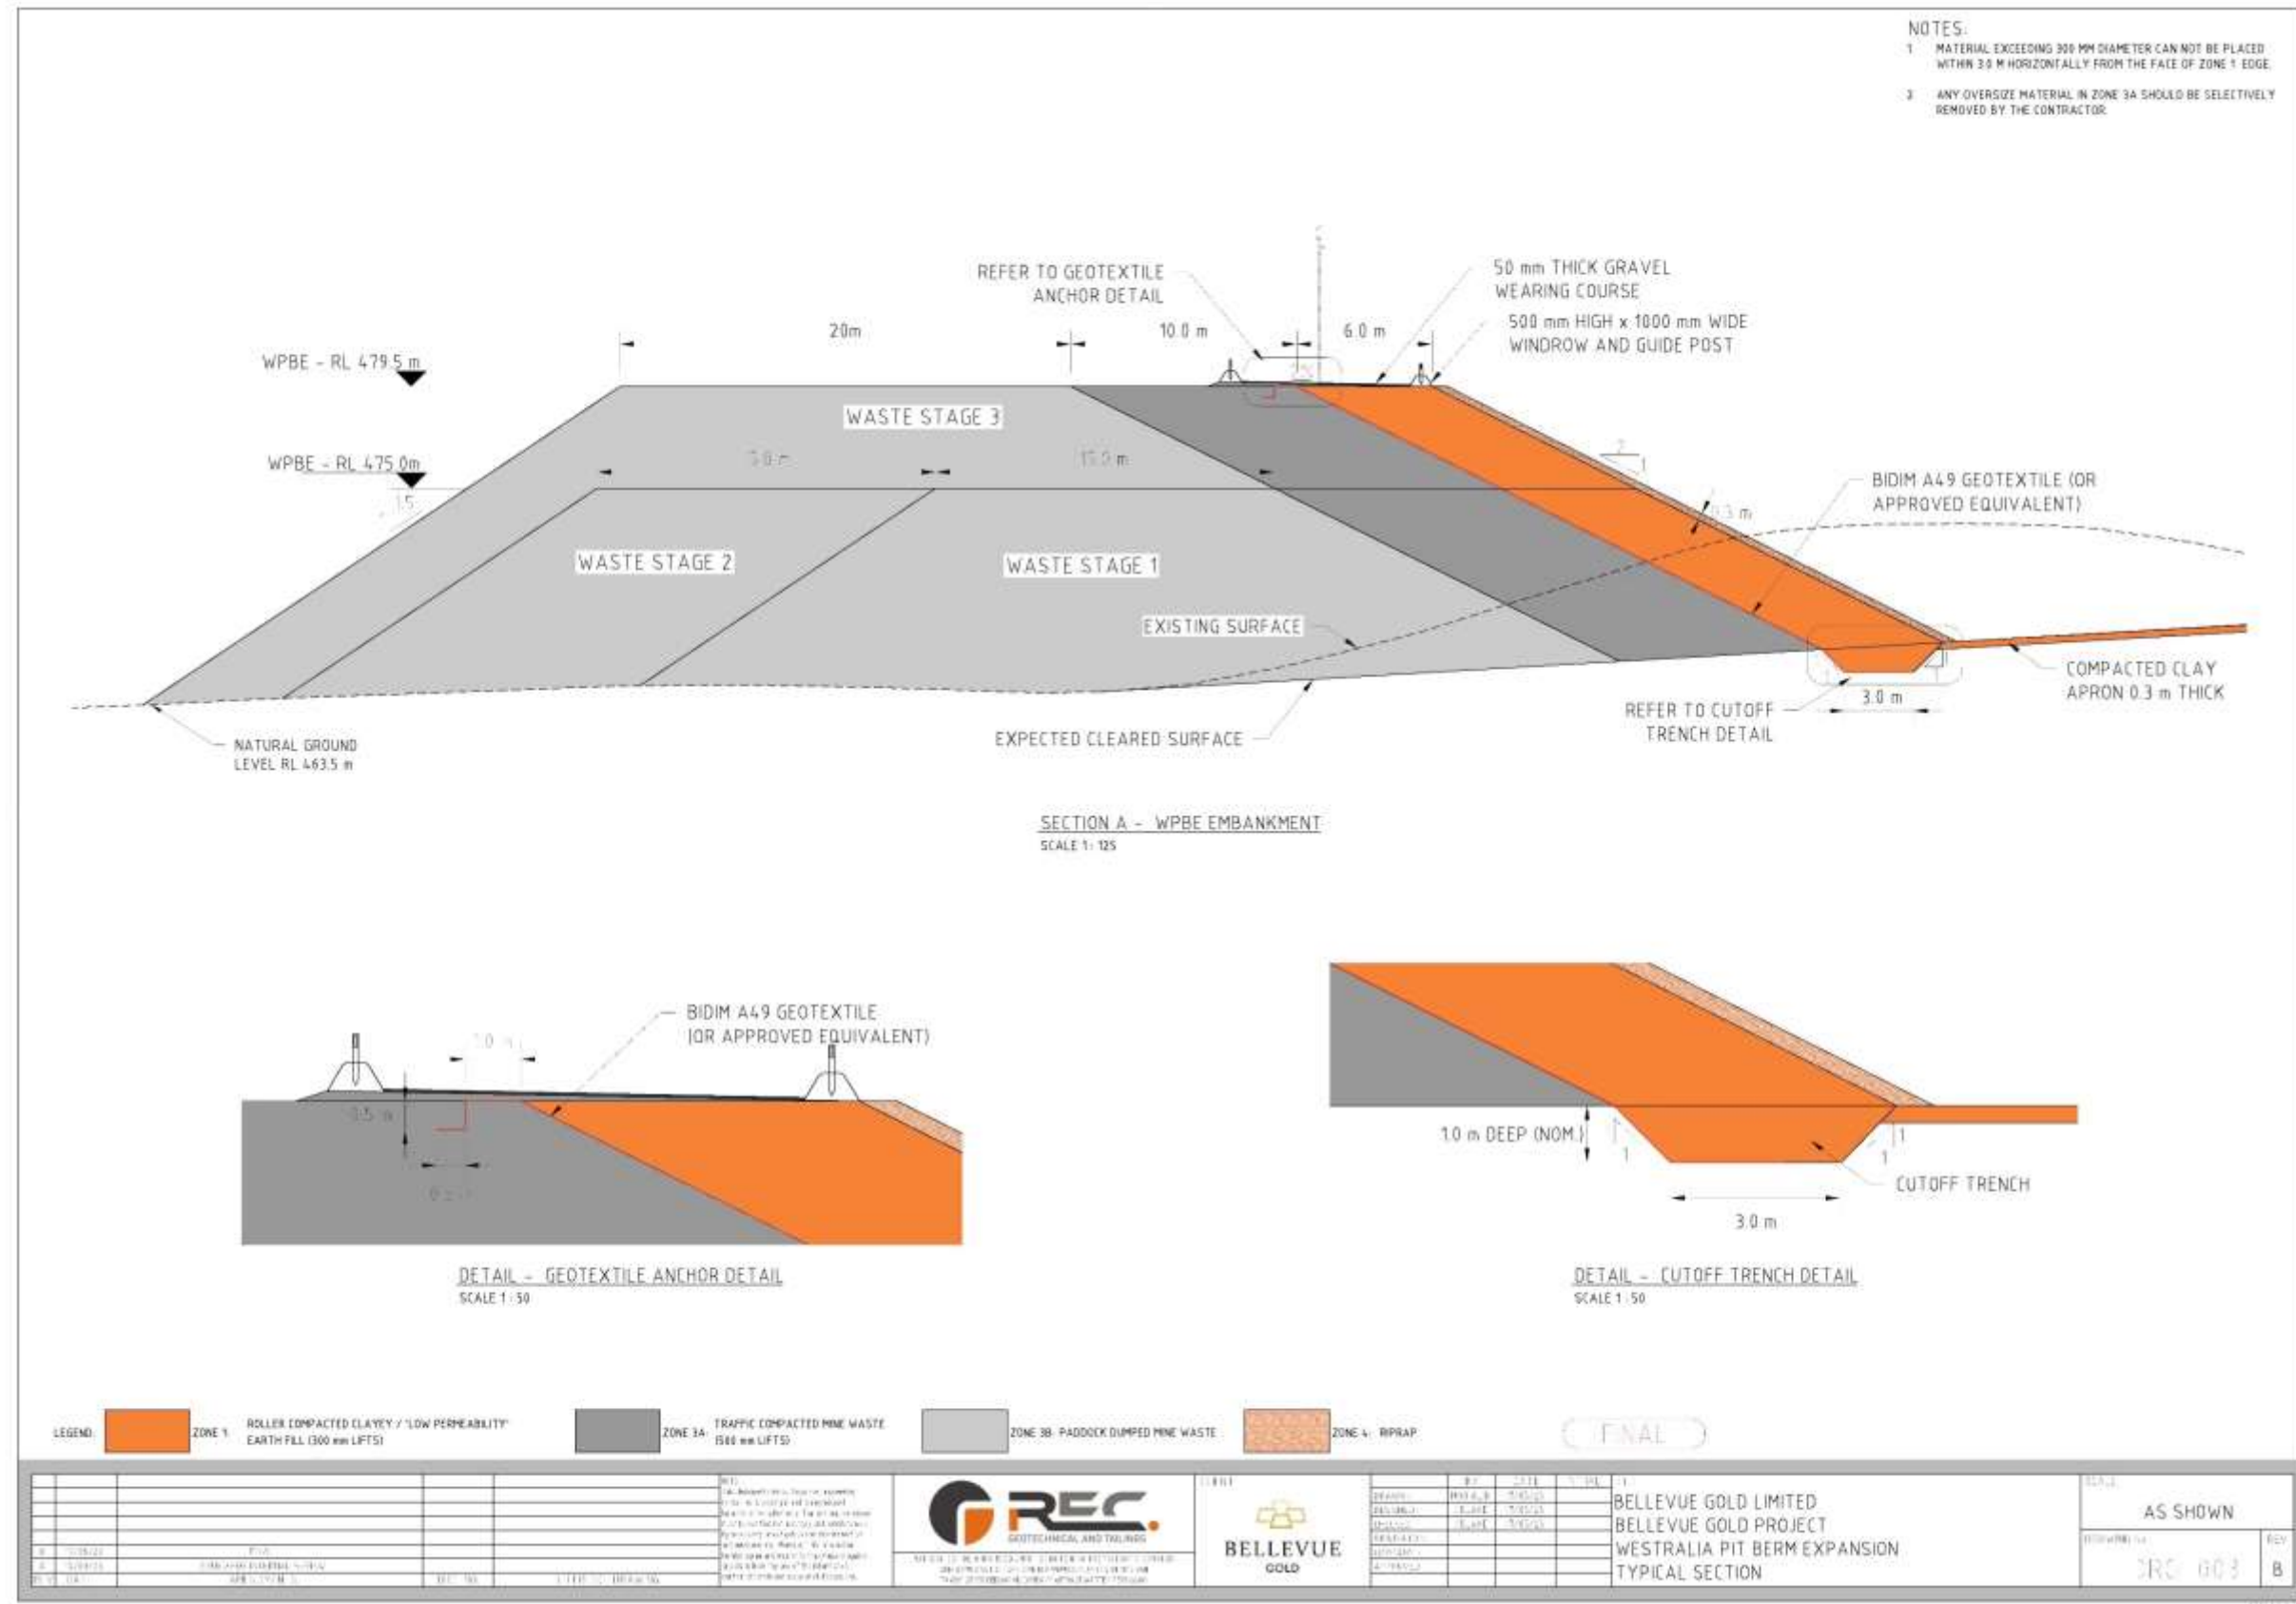 NOTES:
1 MATERIAL EXCEEDING 300 MM DIAMETER CAN NOT BE PLACED
WITHIN 3.0 M HORIZONTALLY FROM THE FACE OF ZONE 1 EDGE.
ANY OVERSIZE MATERIAL IN ZONE 3A SHOULD BE SELECTIVELY
REMOVED BY THE CONTRACTOR.
REFER TO GEOTEXTILE
ANCHOR DETAIL
50 mm THICK GRAVEL
WEARING COURSE
500 mm HIGH x 1000 mm WIDE
WINDROW AND GUIDE POST
20m
10.0 m
6.0 m
WPBE - RL 479.5 m
WASTE STAGE 3
WPBE - RL 475.0m
1.5
2
1
0.3 m
BIDIM A49 GEOTEXTILE (OR
APPROVED EQUIVALENT)
WASTE STAGE 2
WASTE STAGE 1
EXISTING SURFACE
COMPACTED CLAY
APRON 0.3 m THICK
3.0 m
REFER TO CUTOFF
TRENCH DETAIL
EXPECTED CLEARED SURFACE
NATURAL GROUND
LEVEL RL 463.5 m
SECTION A - WPBE EMBANKMENT
SCALE 1: 125
BIDIM A49 GEOTEXTILE
(OR APPROVED EQUIVALENT)
DETAIL - GEOTEXTILE ANCHOR DETAIL
SCALE 1:50
1.0 m DEEP (NOM.)
1
1
1
CUTOFF TRENCH
3.0 m
DETAIL - CUTOFF TRENCH DETAIL
SCALE 1:50
LEGEND:
ZONE 1: ROLLER COMPACTED CLAYEY / "LOW PERMEABILITY"
EARTH FILL (300 mm LIFTS)
ZONE 3A: TRAFFIC COMPACTED MINE WASTE
(500 mm LIFTS)
ZONE 3B: PADDOCK DUMPED MINE WASTE
ZONE 4: RIPRAP
FINAL
REC.
GEOTECHNICAL AND TAILINGS
BELLEVUE
GOLD
BELLEVUE GOLD LIMITED
BELLEVUE GOLD PROJECT
WESTRALIA PIT BERM EXPANSION
TYPICAL SECTION
AS SHOWN
REV
B